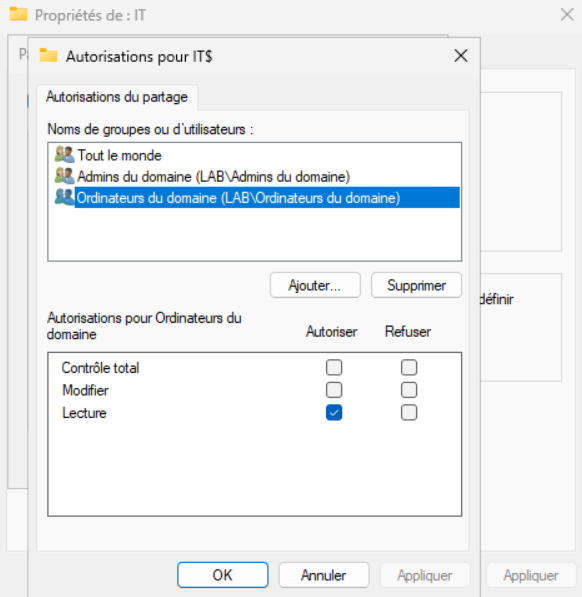 Propriétés de : IT
Autorisations pour IT$
Autorisations du partage
Noms de groupes ou d'utilisateurs :
Tout le monde
Admins du domaine (LAB\Admins du domaine)
Ordinateurs du domaine (LAB\Ordinateurs du domaine)
Ajouter...
Supprimer
définir
Autorisations pour Ordinateurs du
domaine
Autoriser
Refuser
Contrôle total
Modifier
Lecture
OK
Annuler
Appliquer
Appliquer